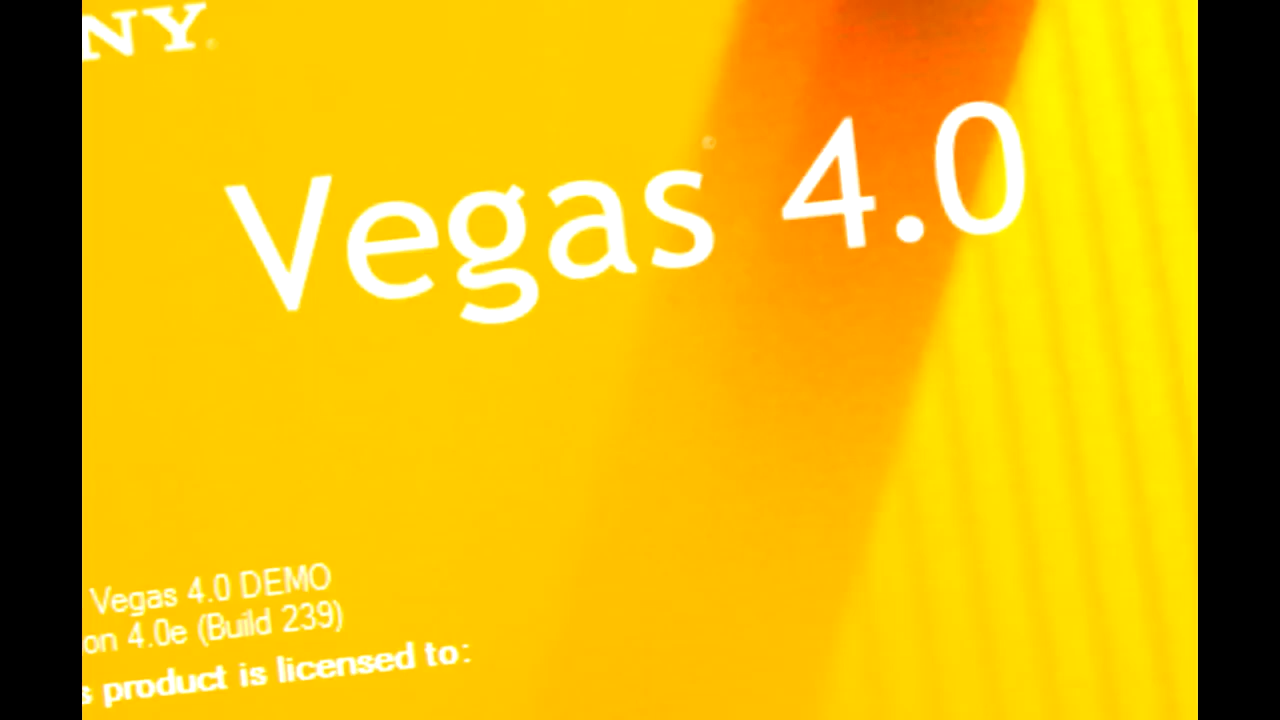 NY.
Vegas 4.0
Vegas 4.0 DEMO
on 4.0e (Build 239)
s product is licensed to: